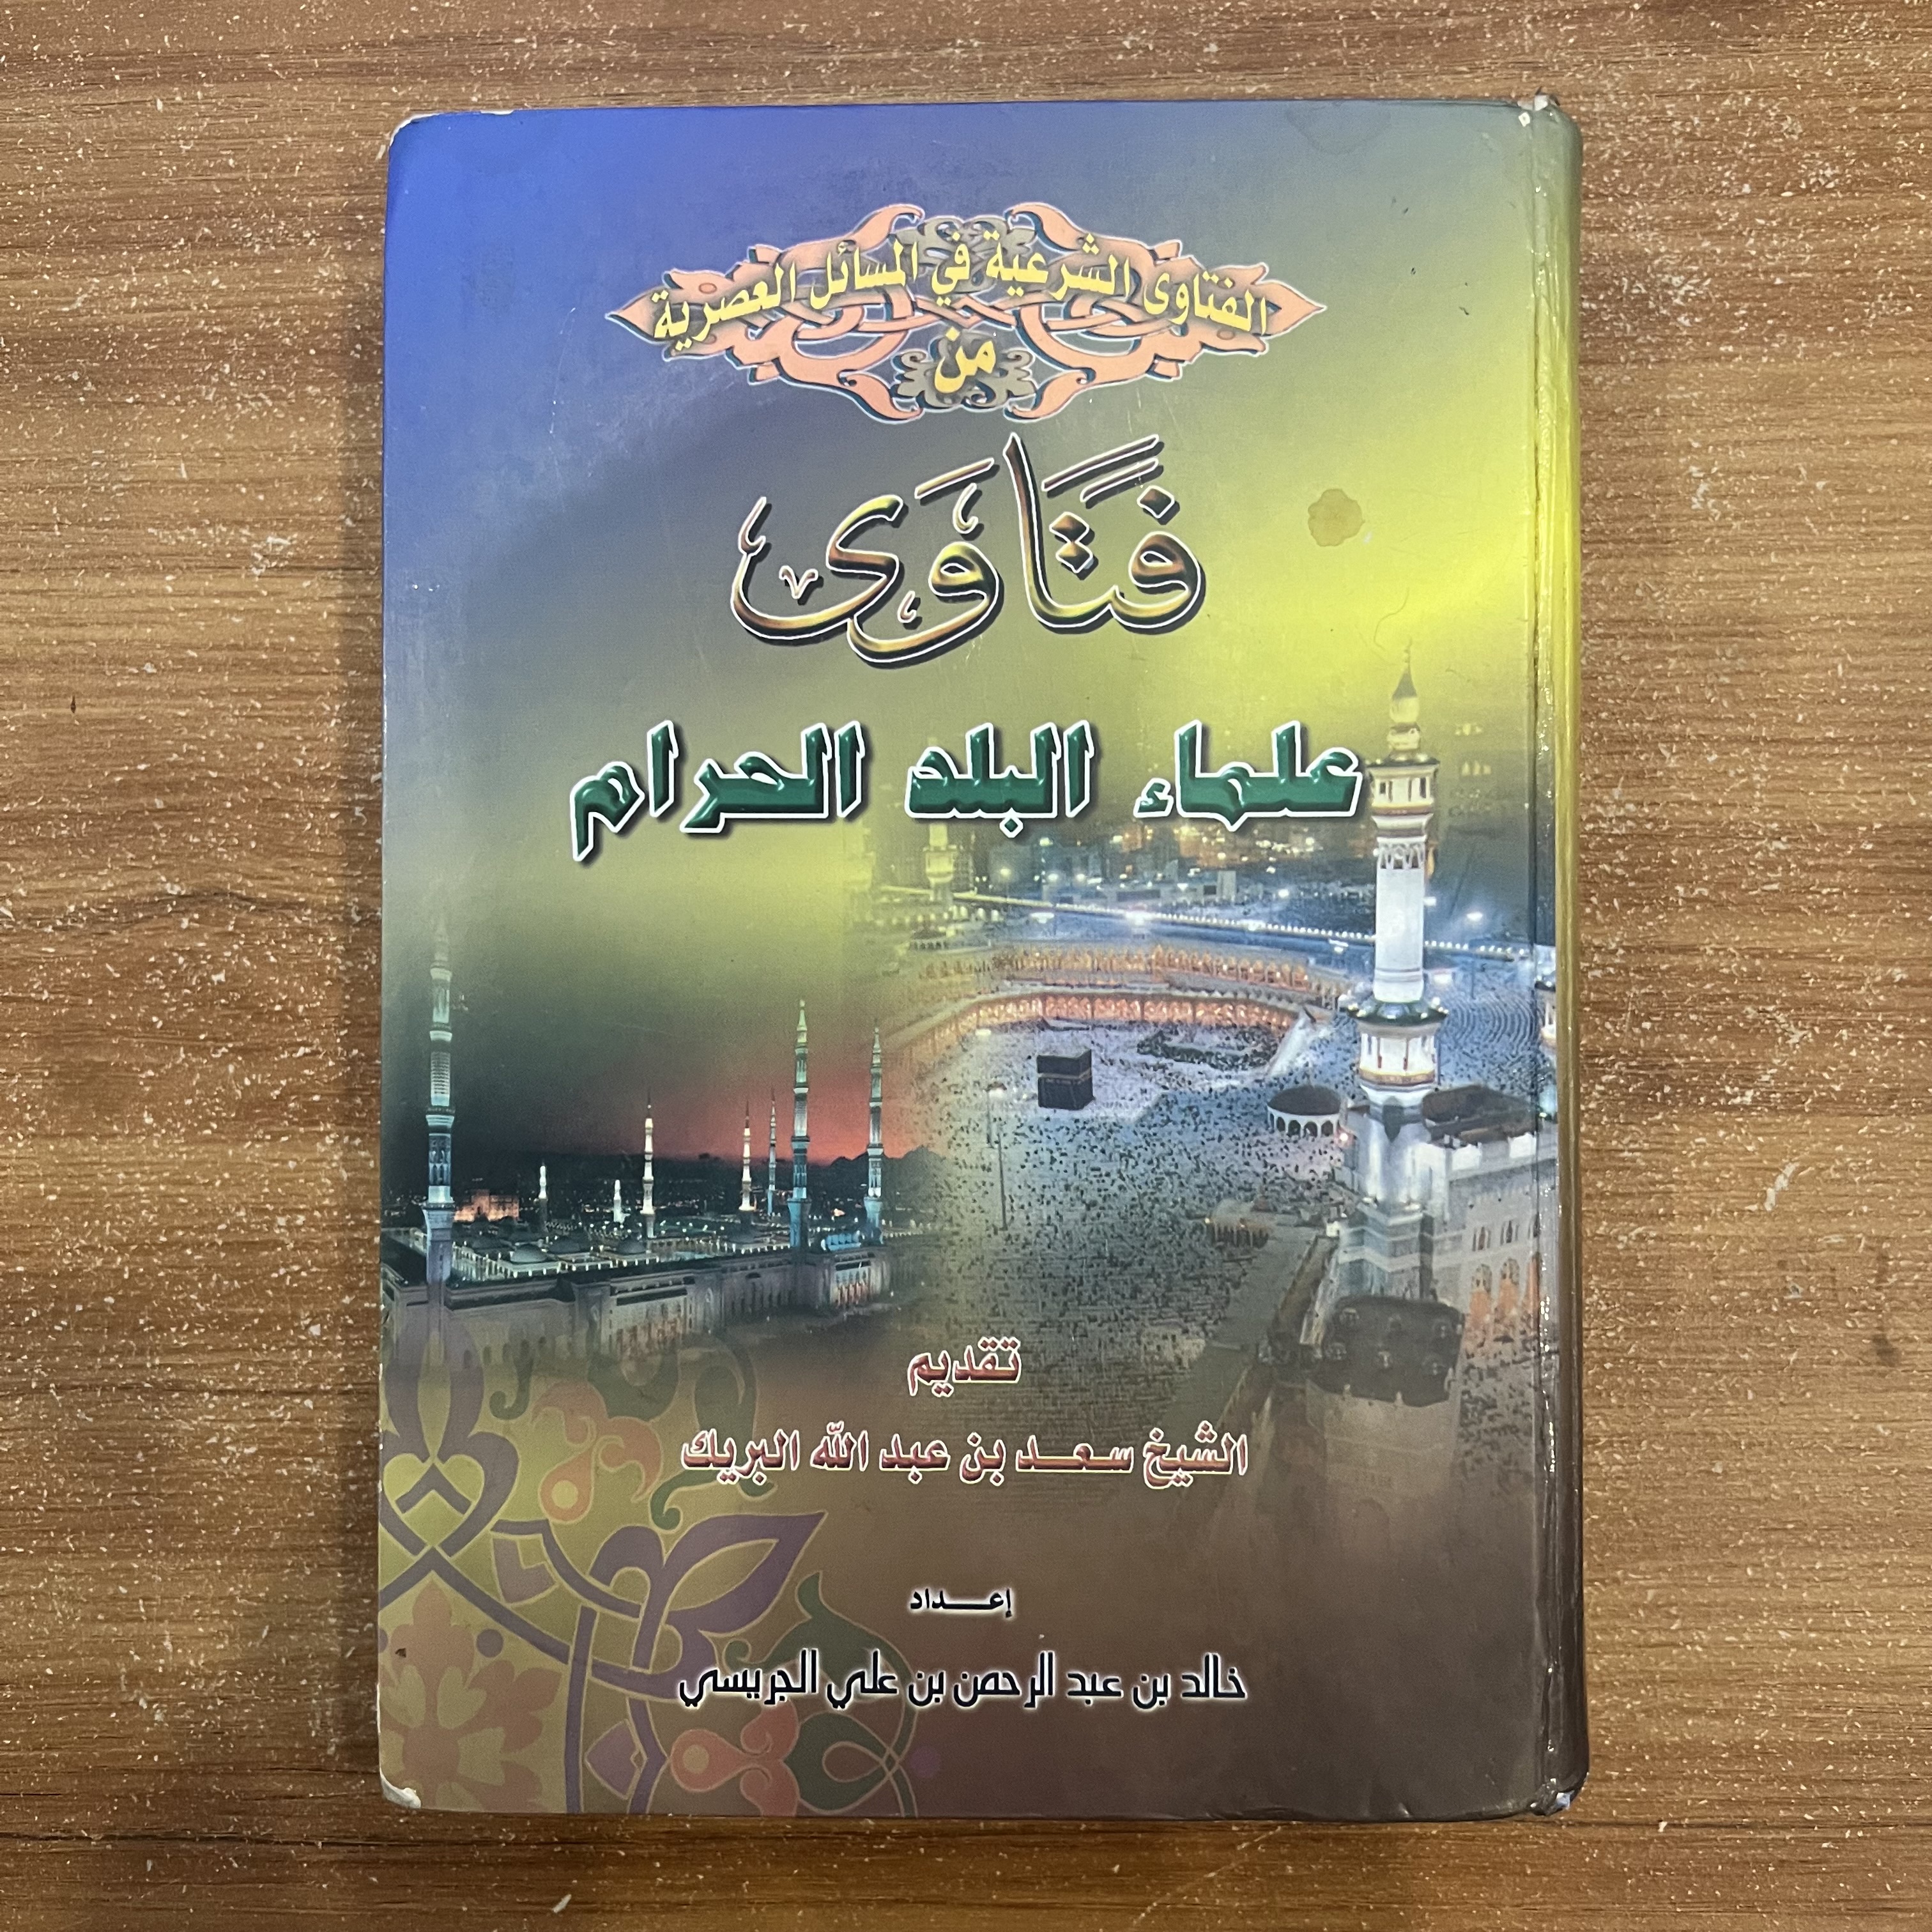 الفتاوى الشرعية في المسائل العصرية
من
فَتَاوَى
علماء البلد الحرام
تقديم
الشيخ سعد بن عبد الله البريك
إعداد
خالد بن عبد الرحمن بن علي الجريسي